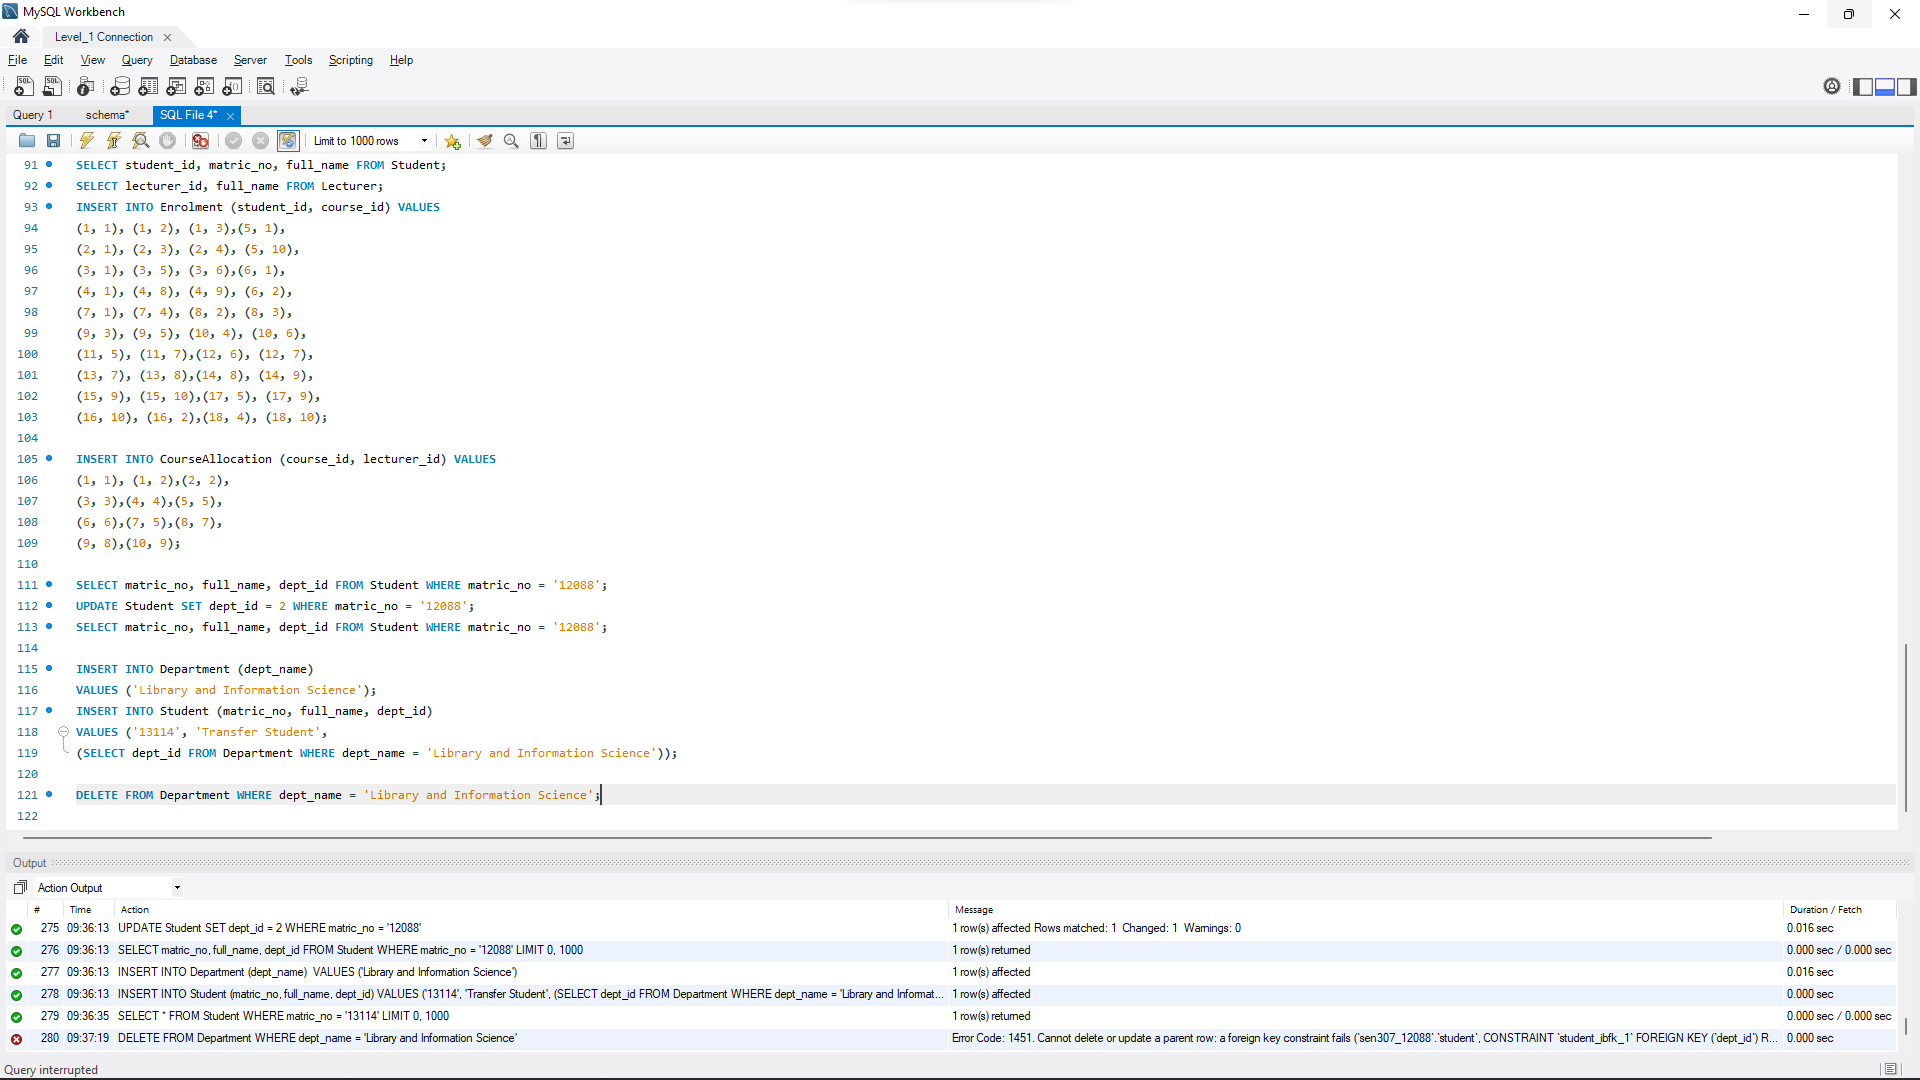 MySQL Workbench
Level_1 Connection
File Edit View Query Database Server Tools Scripting Help
Query 1 schema* SQL File 4*
Limit to 1000 rows
91 SELECT student_id, matric_no, full_name FROM Student;
92 SELECT lecturer_id, full_name FROM Lecturer;
93 INSERT INTO Enrolment (student_id, course_id) VALUES
94 (1, 1), (1, 2), (1, 3),(5, 1),
95 (2, 1), (2, 3), (2, 4), (5, 10),
96 (3, 1), (3, 5), (3, 6),(6, 1),
97 (4, 1), (4, 8), (4, 9), (6, 2),
98 (7, 1), (7, 4), (8, 2), (8, 3),
99 (9, 3), (9, 5), (10, 4), (10, 6),
100 (11, 5), (11, 7),(12, 6), (12, 7),
101 (13, 7), (13, 8),(14, 8), (14, 9),
102 (15, 9), (15, 10),(17, 5), (17, 9),
103 (16, 10), (16, 2),(18, 4), (18, 10);
104
105 INSERT INTO CourseAllocation (course_id, lecturer_id) VALUES
106 (1, 1), (1, 2),(2, 2),
107 (3, 3),(4, 4),(5, 5),
108 (6, 6),(7, 5),(8, 7),
109 (9, 8),(10, 9);
110
111 SELECT matric_no, full_name, dept_id FROM Student WHERE matric_no = '12088';
112 UPDATE Student SET dept_id = 2 WHERE matric_no = '12088';
113 SELECT matric_no, full_name, dept_id FROM Student WHERE matric_no = '12088';
114
115 INSERT INTO Department (dept_name)
116 VALUES ('Library and Information Science');
117 INSERT INTO Student (matric_no, full_name, dept_id)
118 VALUES ('13114', 'Transfer Student',
119 (SELECT dept_id FROM Department WHERE dept_name = 'Library and Information Science'));
120
121 DELETE FROM Department WHERE dept_name = 'Library and Information Science';
122
Output
Action Output
# Time Action Message Duration / Fetch
275 09:36:13 UPDATE Student SET dept_id = 2 WHERE matric_no = '12088' 1 row(s) affected Rows matched: 1 Changed: 1 Warnings: 0 0.016 sec
276 09:36:13 SELECT matric_no, full_name, dept_id FROM Student WHERE matric_no = '12088' LIMIT 0, 1000 1 row(s) returned 0.000 sec / 0.000 sec
277 09:36:13 INSERT INTO Department (dept_name) VALUES ('Library and Information Science') 1 row(s) affected 0.016 sec
278 09:36:13 INSERT INTO Student (matric_no, full_name, dept_id) VALUES ('13114', 'Transfer Student', (SELECT dept_id FROM Department WHERE dept_name = 'Library and Informat... 1 row(s) affected 0.000 sec
279 09:36:35 SELECT * FROM Student WHERE matric_no = '13114' LIMIT 0, 1000 1 row(s) returned 0.000 sec / 0.000 sec
280 09:37:19 DELETE FROM Department WHERE dept_name = 'Library and Information Science' Error Code: 1451. Cannot delete or update a parent row: a foreign key constraint fails (`sen307_12088`.`student`, CONSTRAINT `student_ibfk_1` FOREIGN KEY (`dept_id`) R... 0.000 sec
Query interrupted